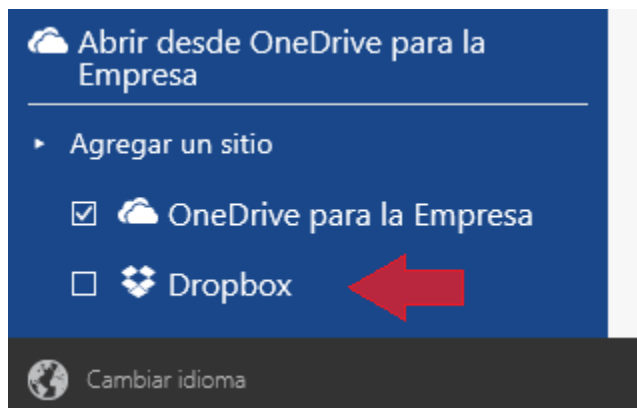 Abrir desde OneDrive para la
Empresa
Agregar un sitio
OneDrive para la Empresa
Dropbox
Cambiar idioma